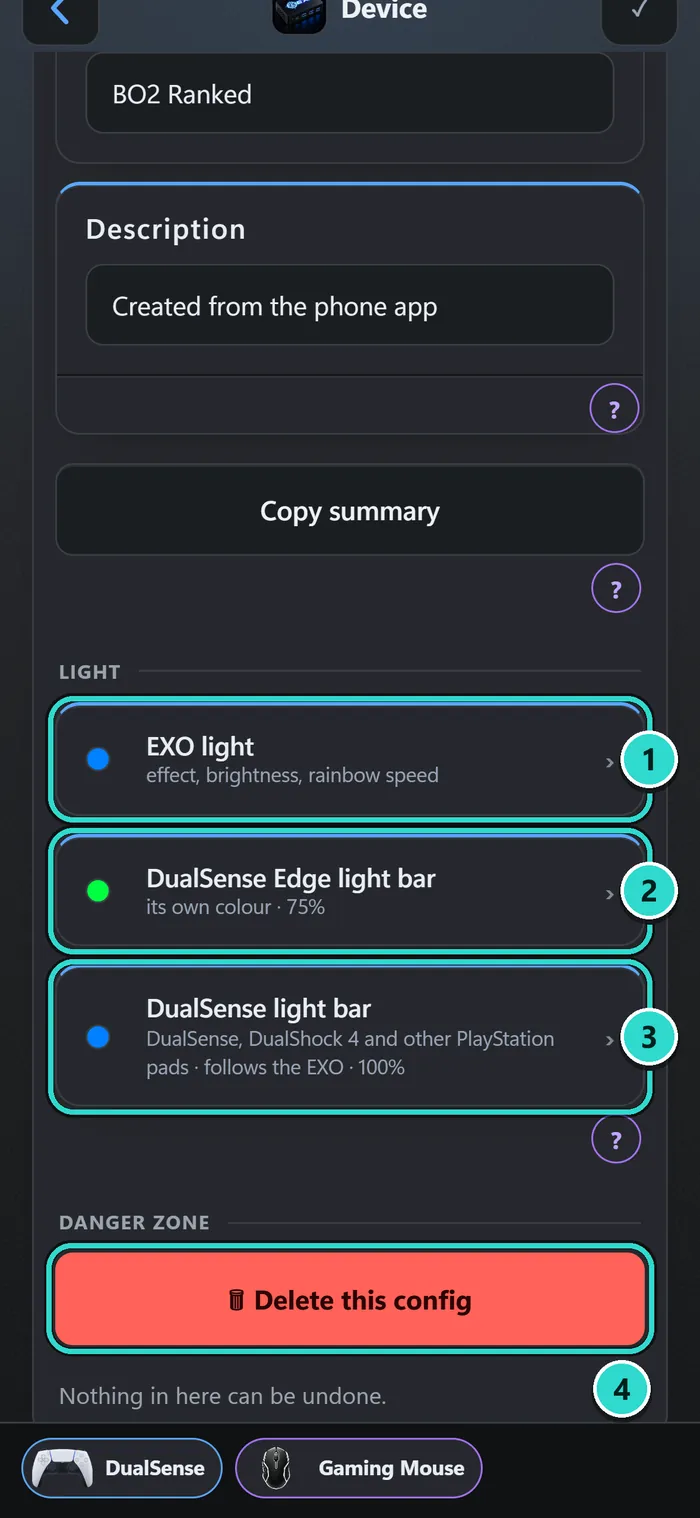 Device
BO2 Ranked
Description
Created from the phone app
?
Copy summary
?
LIGHT
EXO light
effect, brightness, rainbow speed
1
DualSense Edge light bar
its own colour · 75%
2
DualSense light bar
DualSense, DualShock 4 and other PlayStation
pads · follows the EXO · 100%
3
?
DANGER ZONE
Delete this config
Nothing in here can be undone.
4
DualSense
Gaming Mouse